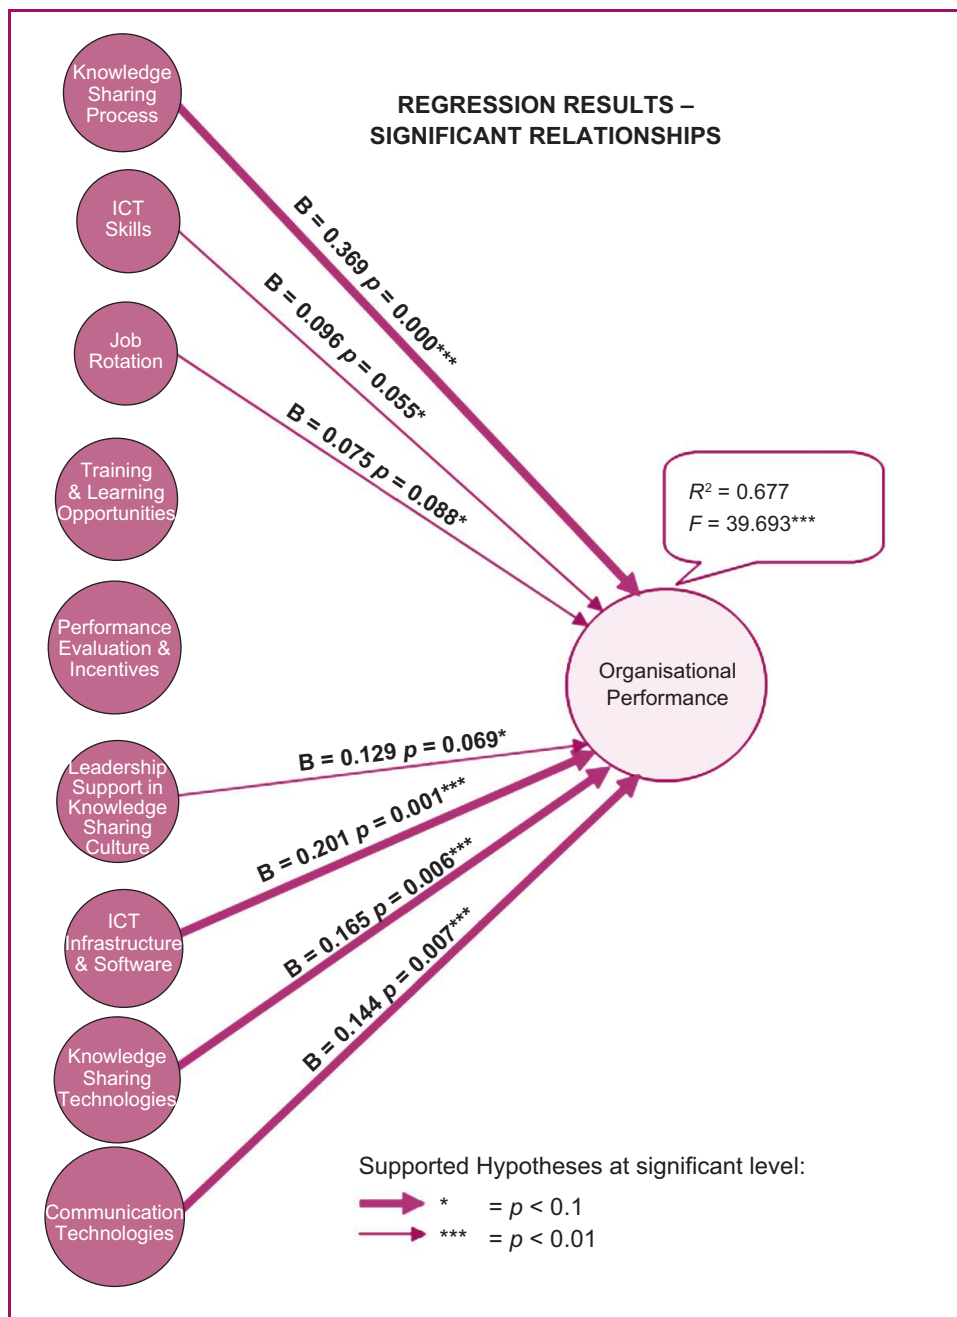 REGRESSION RESULTS –
SIGNIFICANT RELATIONSHIPS
Knowledge
Sharing
Process
B = 0.369 p = 0.000***
ICT
Skills
B = 0.096 p = 0.055*
Job
Rotation
B = 0.075 p = 0.088*
Training
& Learning
Opportunities
R² = 0.677
F = 39.693***
Performance
Evaluation &
Incentives
Organisational
Performance
Leadership
Support in
Knowledge
Sharing
Culture
B = 0.129 p = 0.069*
ICT
Infrastructure
& Software
B = 0.201 p = 0.001***
Knowledge
Sharing
Technologies
B = 0.165 p = 0.006***
Communication
Technologies
B = 0.144 p = 0.007***
Supported Hypotheses at significant level:
* = p < 0.1
*** = p < 0.01